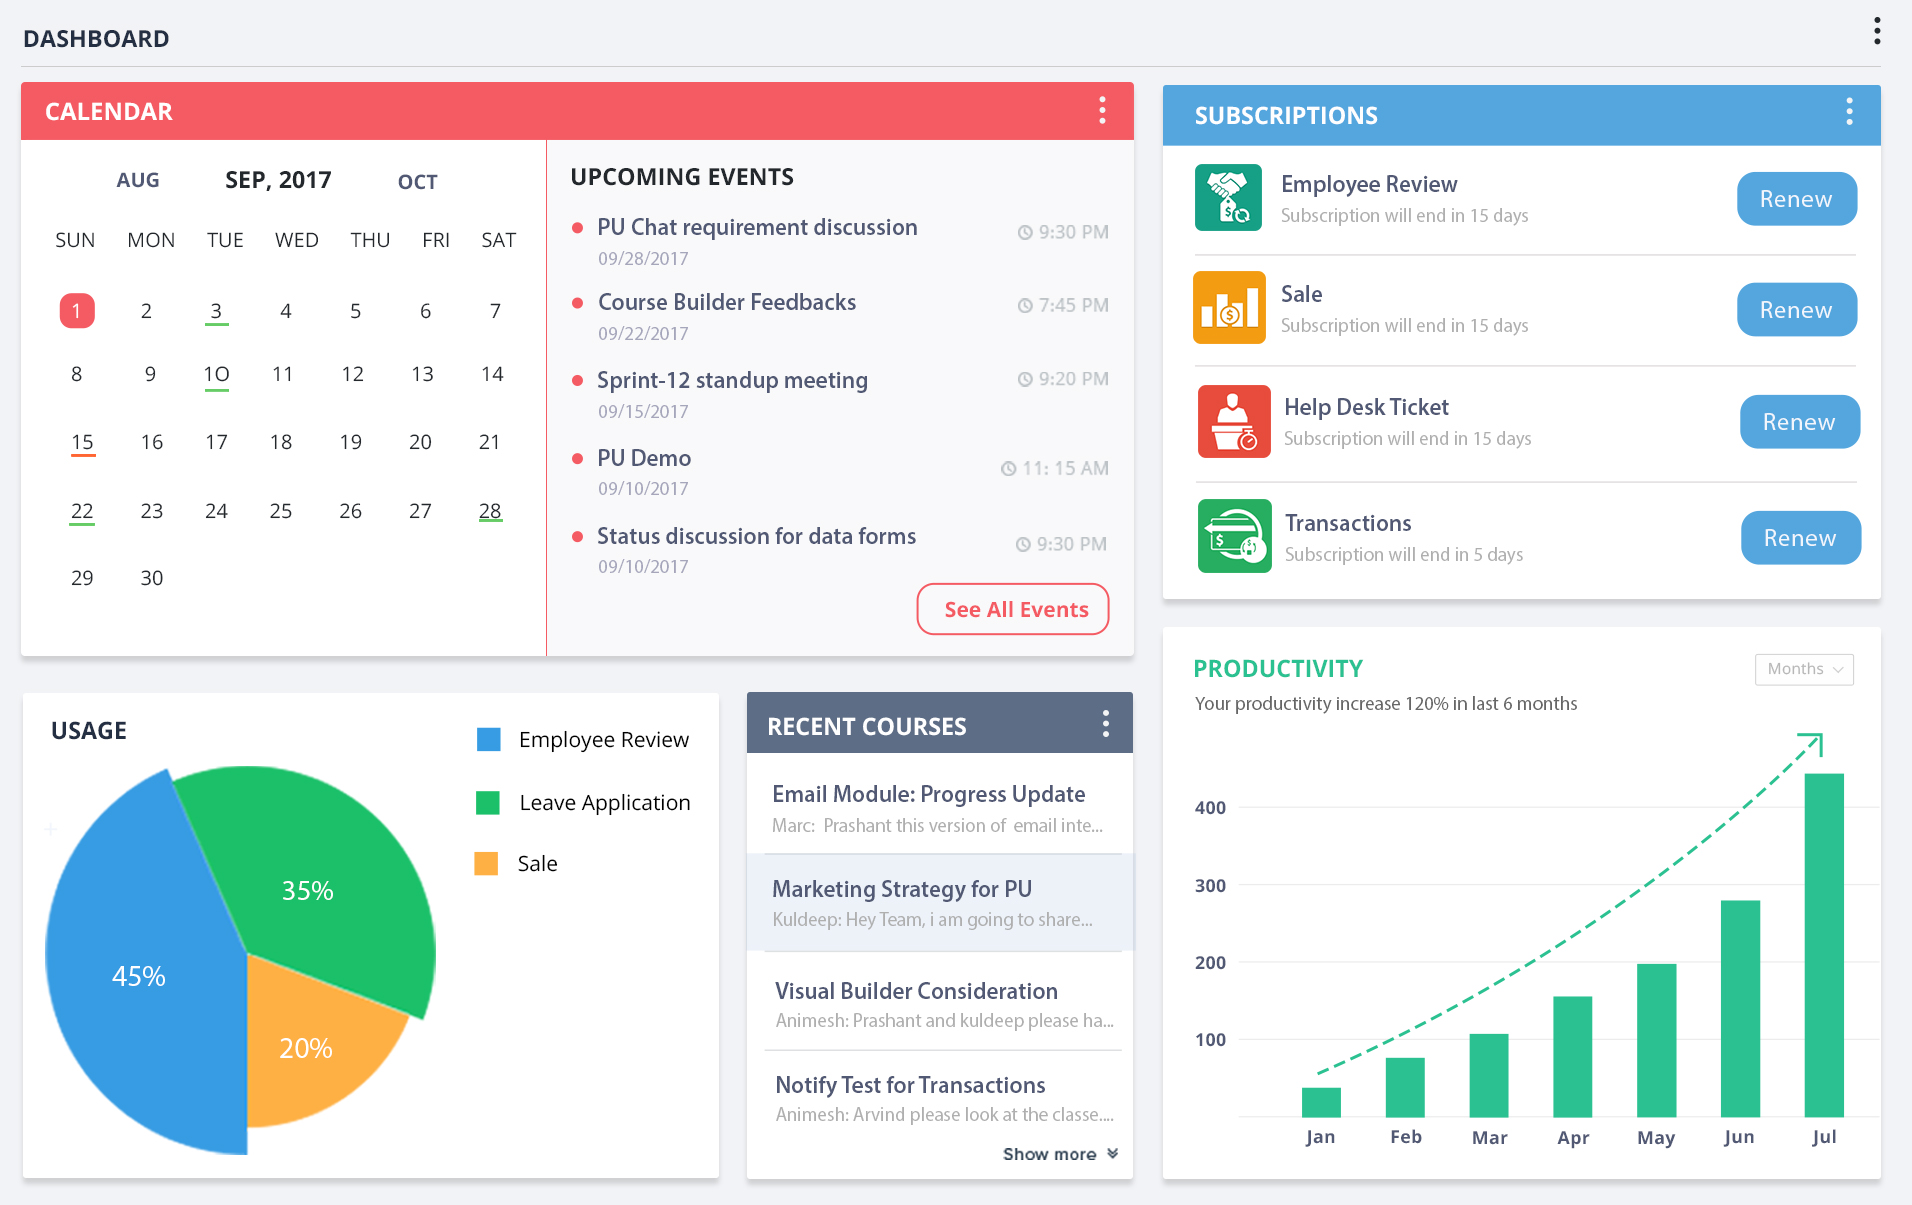 DASHBOARD
CALENDAR
AUG SEP, 2017 OCT
SUN MON TUE WED THU FRI SAT
1 2 3 4 5 6 7
8 9 10 11 12 13 14
15 16 17 18 19 20 21
22 23 24 25 26 27 28
29 30
UPCOMING EVENTS
PU Chat requirement discussion 9:30 PM
09/28/2017
Course Builder Feedbacks 7:45 PM
09/22/2017
Sprint-12 standup meeting 9:20 PM
09/15/2017
PU Demo 11: 15 AM
09/10/2017
Status discussion for data forms 9:30 PM
09/10/2017
See All Events
SUBSCRIPTIONS
Employee Review
Subscription will end in 15 days
Renew
Sale
Subscription will end in 15 days
Renew
Help Desk Ticket
Subscription will end in 15 days
Renew
Transactions
Subscription will end in 5 days
Renew
USAGE
Employee Review
Leave Application
Sale
35%
45%
20%
RECENT COURSES
Email Module: Progress Update
Marc: Prashant this version of email inte...
Marketing Strategy for PU
Kuldeep: Hey Team, i am going to share...
Visual Builder Consideration
Animesh: Prashant and kuldeep please ha...
Notify Test for Transactions
Animesh: Arvind please look at the classe....
Show more
PRODUCTIVITY
Months
Your productivity increase 120% in last 6 months
400
300
200
100
Jan Feb Mar Apr May Jun Jul